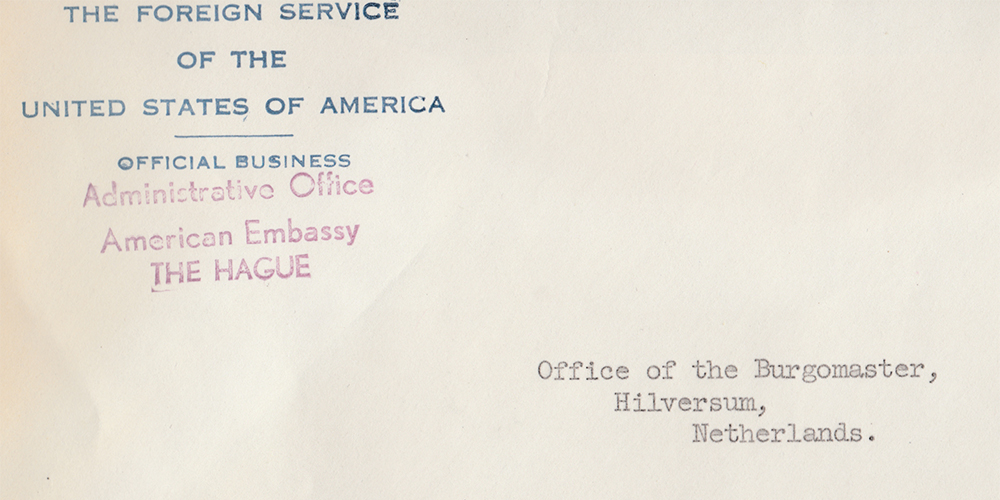 THE FOREIGN SERVICE
OF THE
UNITED STATES OF AMERICA
OFFICIAL BUSINESS
Administrative Office
American Embassy
THE HAGUE
Office of the Burgomaster,
Hilversum,
Netherlands.